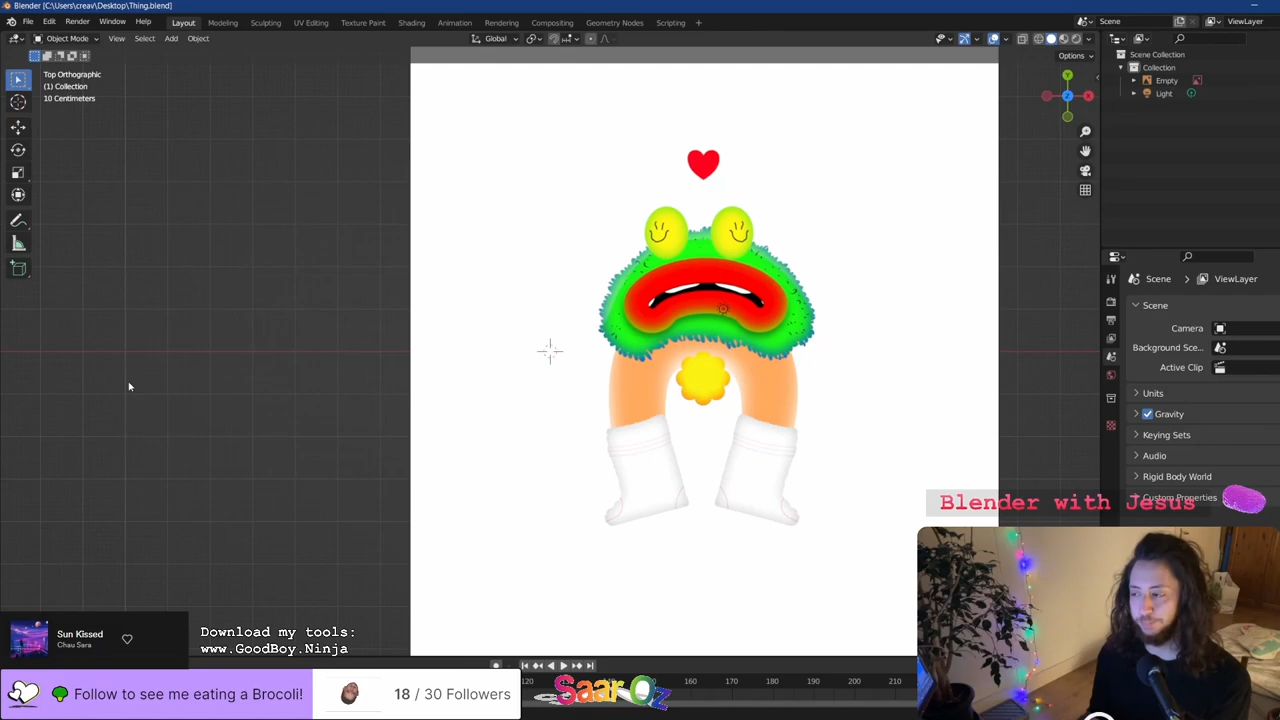 Blender [C:\Users\creav\Desktop\Thing.blend]
File Edit Render Window Help
Layout Modeling Sculpting UV Editing Texture Paint Shading Animation Rendering Compositing Geometry Nodes Scripting +
Scene
ViewLayer
Object Mode View Select Add Object
Global
Options
Top Orthographic
(1) Collection
10 Centimeters
Scene Collection
Collection
Empty
Light
Y
X
Z
Scene > ViewLayer
Scene
Camera
Background Sce...
Active Clip
Units
Gravity
Keying Sets
Audio
Rigid Body World
Custom Properties
Blender with Jesus
Sun Kissed
Chau Sara
Download my tools:
www.GoodBoy.Ninja
120 170 180 190 200 210
Follow to see me eating a Brocoli!
18 / 30 Followers
Saar Oz